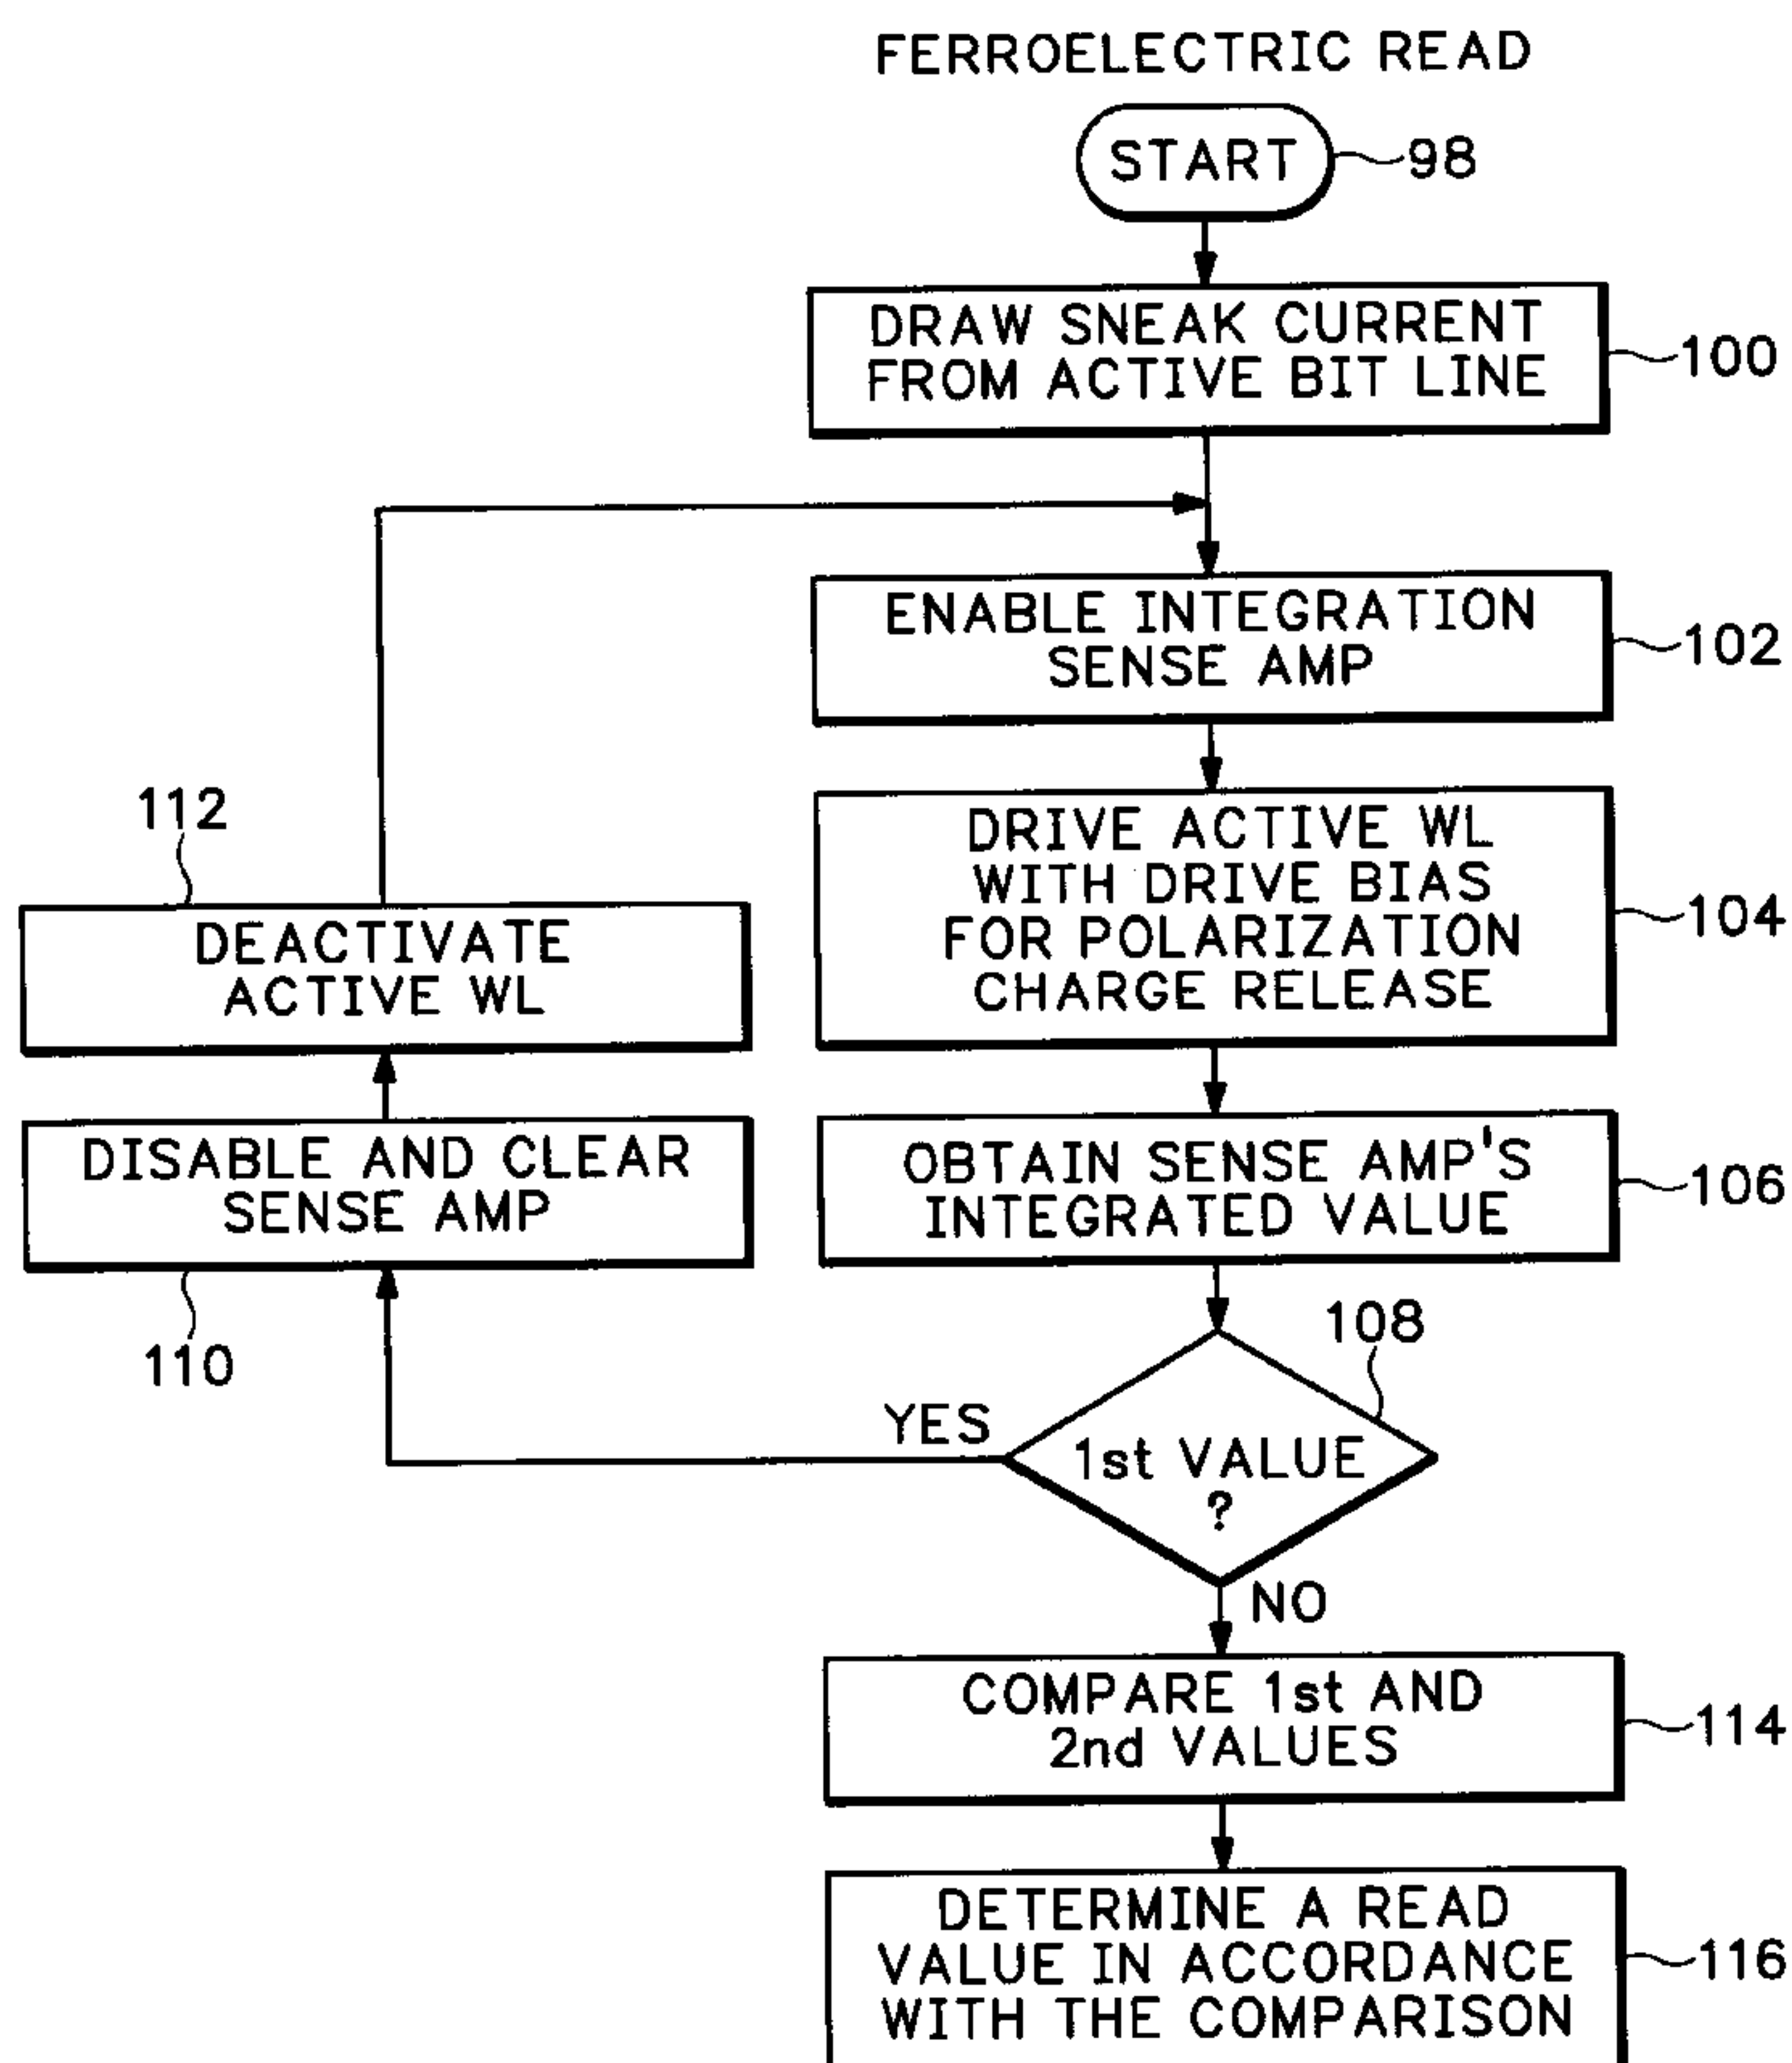 FERROELECTRIC READ
START
98
DRAW SNEAK CURRENT
FROM ACTIVE BIT LINE
100
ENABLE INTEGRATION
SENSE AMP
102
DRIVE ACTIVE WL
WITH DRIVE BIAS
FOR POLARIZATION
CHARGE RELEASE
104
112
DEACTIVATE
ACTIVE WL
DISABLE AND CLEAR
SENSE AMP
110
OBTAIN SENSE AMP'S
INTEGRATED VALUE
106
108
1st VALUE
?
YES
NO
COMPARE 1st AND
2nd VALUES
114
DETERMINE A READ
VALUE IN ACCORDANCE
WITH THE COMPARISON
116